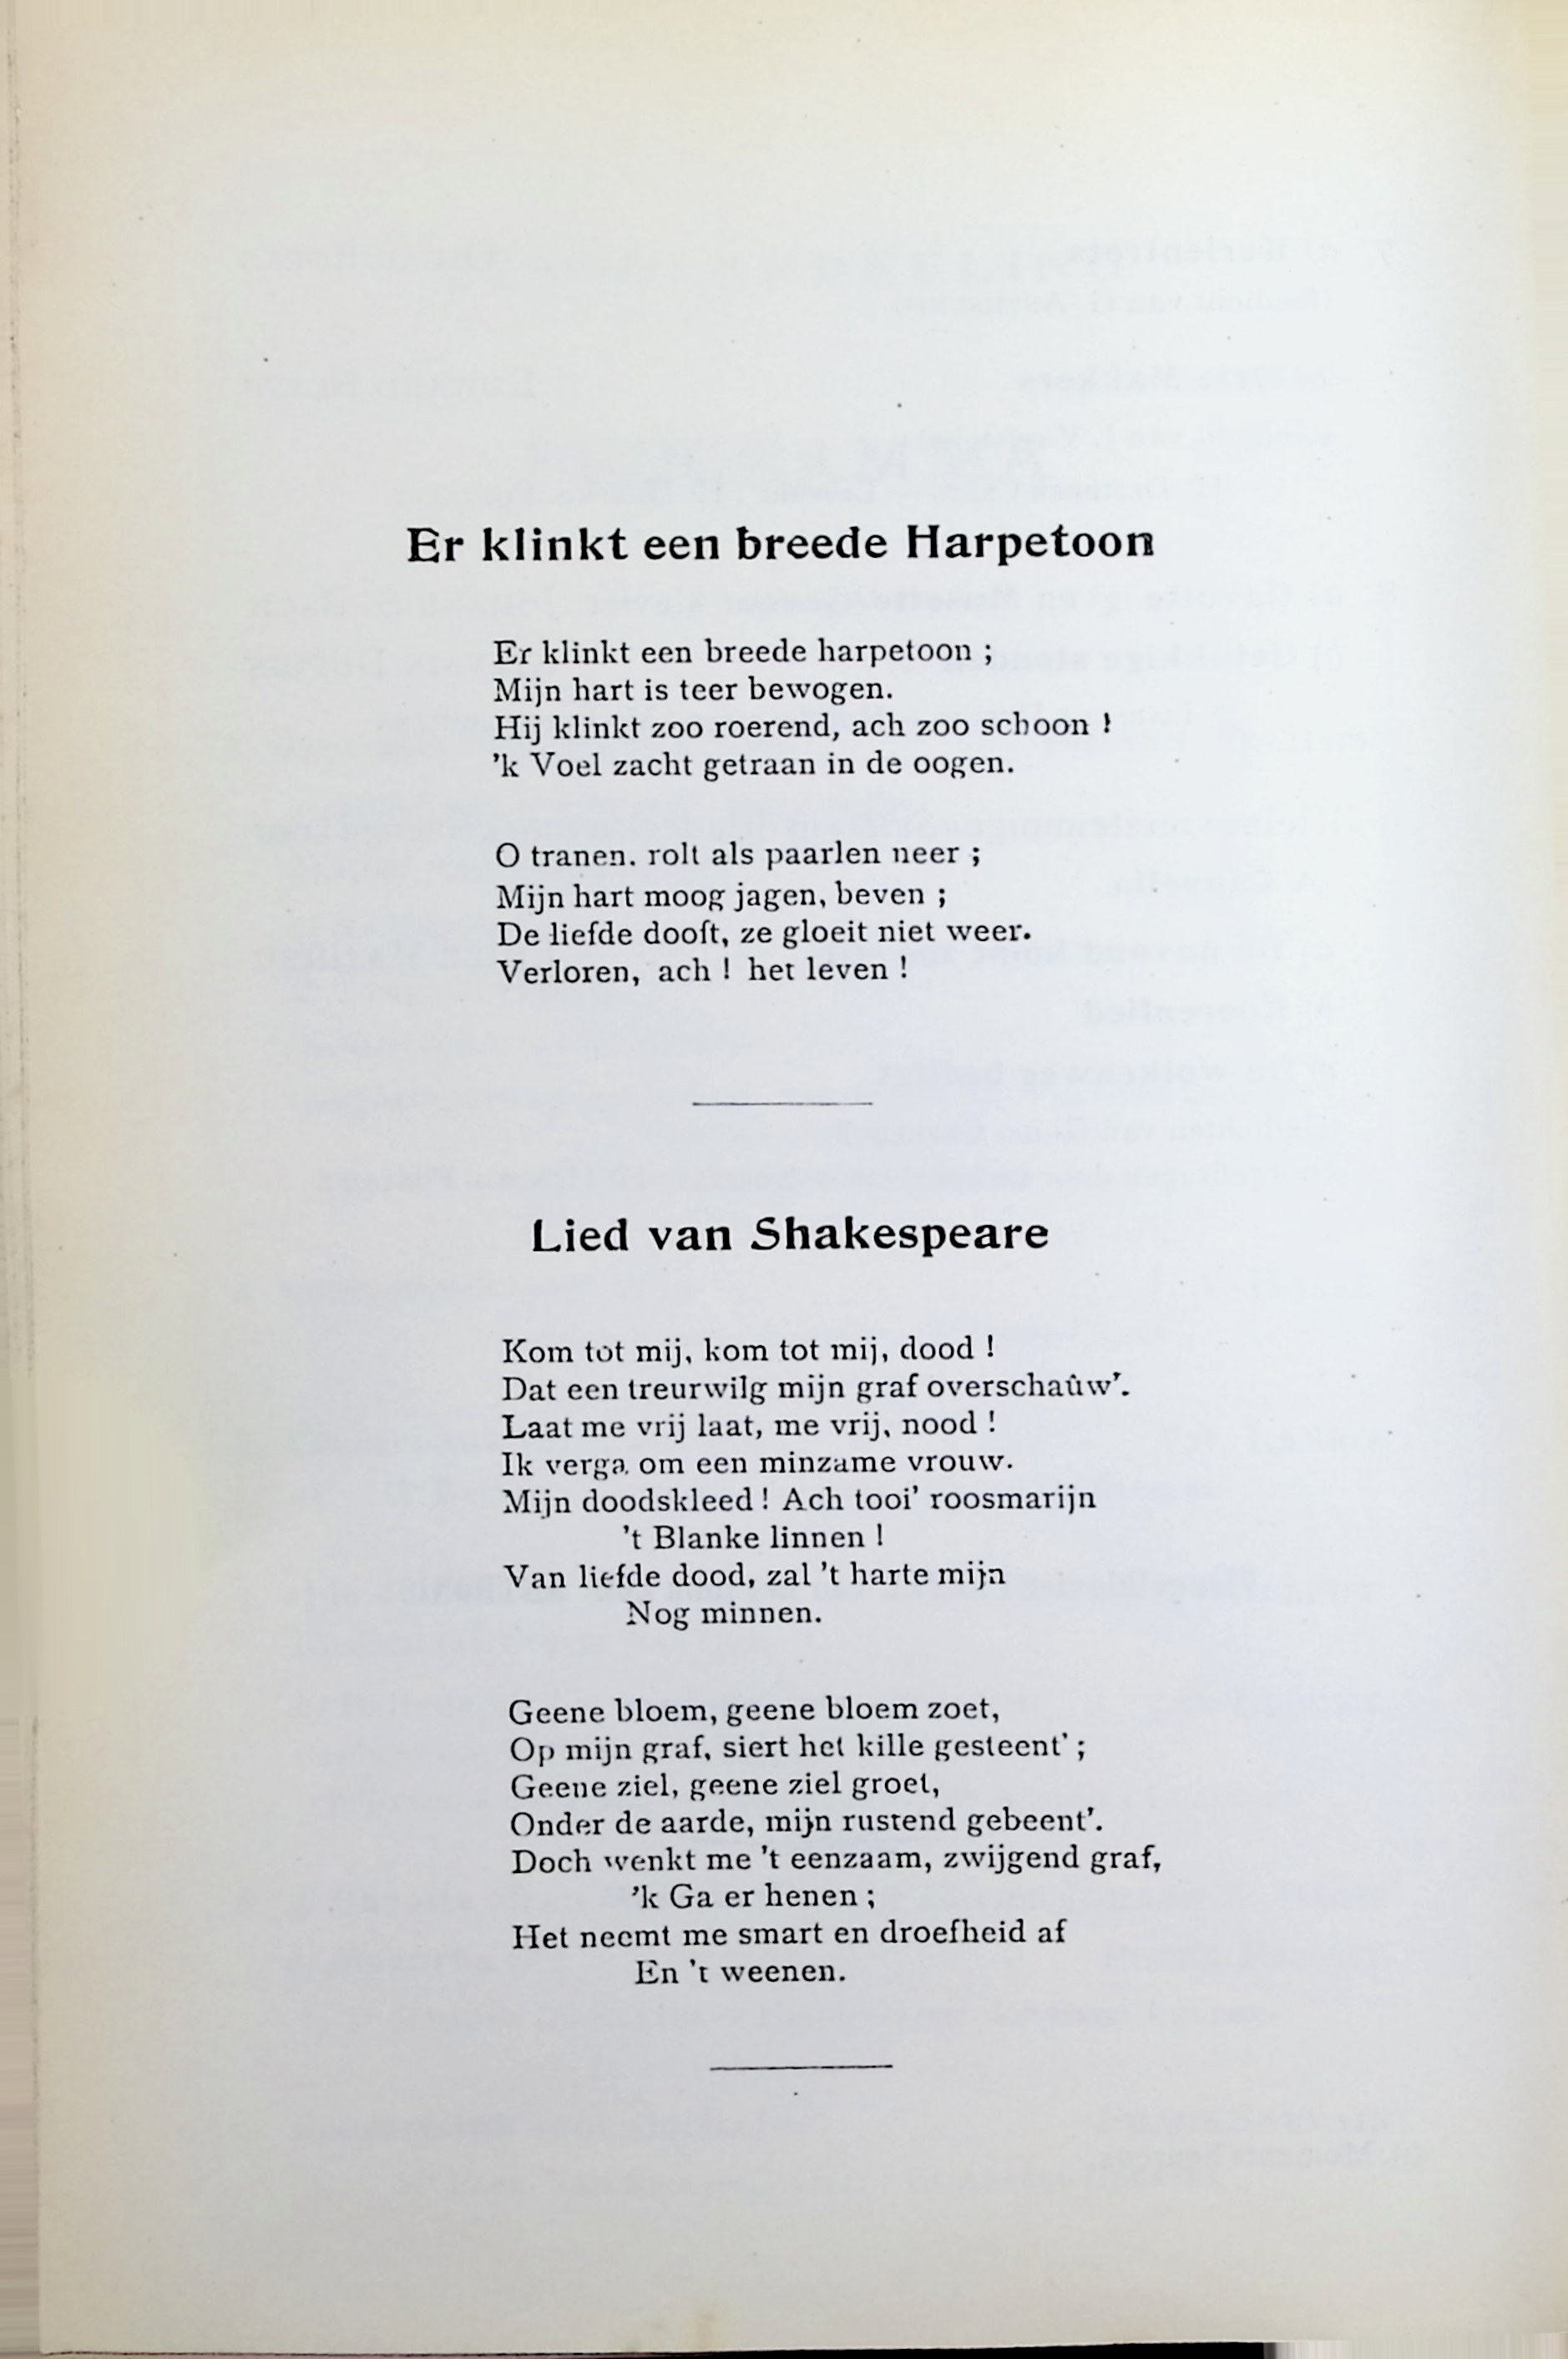 Er klinkt een breede Harpetoon
Er klinkt een breede harpetoon ;
Mijn hart is teer bewogen.
Hij klinkt zoo roerend, ach zoo schoon !
’k Voel zacht getraan in de oogen.
O tranen. rolt als paarlen neer ;
Mijn hart moog jagen, beven ;
De liefde dooft, ze gloeit niet weer.
Verloren, ach ! het leven !
Lied van Shakespeare
Kom tot mij, kom tot mij, dood !
Dat een treurwilg mijn graf overschaûw’.
Laat me vrij laat, me vrij, nood !
Ik verga. om een minzame vrouw.
Mijn doodskleed ! Ach tooi’ roosmarijn
’t Blanke linnen !
Van liefde dood, zal ’t harte mijn
Nog minnen.
Geene bloem, geene bloem zoet,
Op mijn graf, siert het kille gesteent’ ;
Geene ziel, geene ziel groet,
Onder de aarde, mijn rustend gebeent’.
Doch wenkt me ’t eenzaam, zwijgend graf,
’k Ga er henen ;
Het neemt me smart en droefheid af
En ’t weenen.